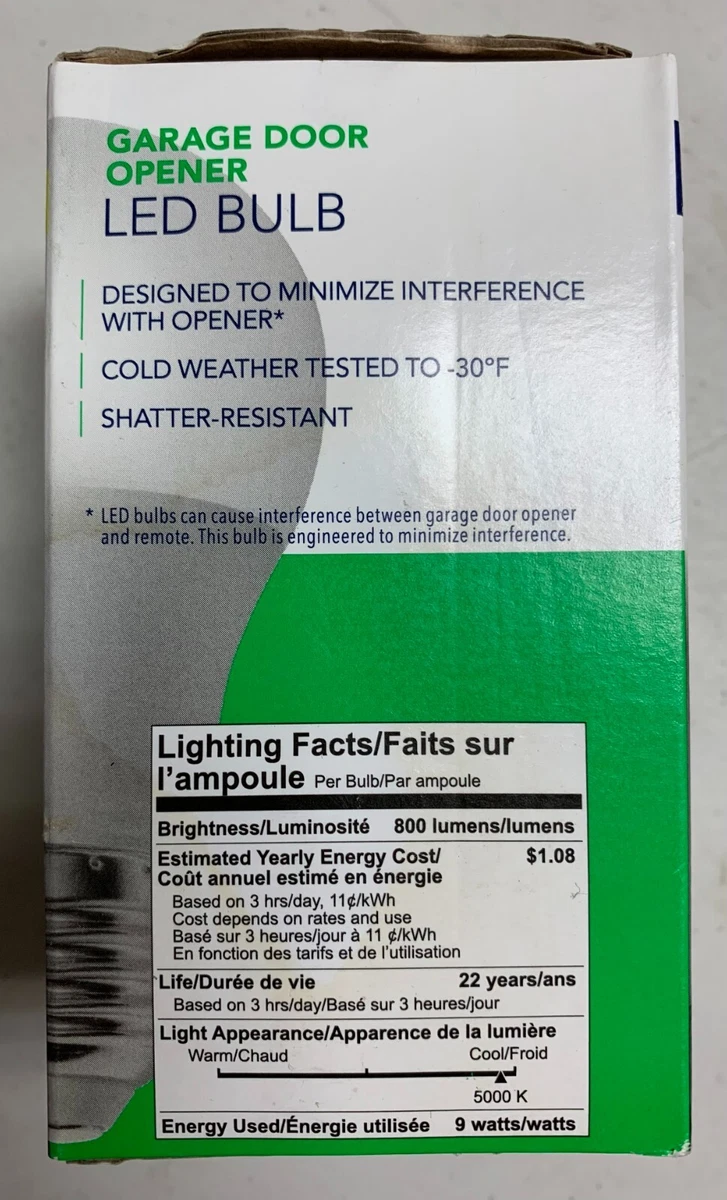 GARAGE DOOR
OPENER
LED BULB
DESIGNED TO MINIMIZE INTERFERENCE
WITH OPENER*
COLD WEATHER TESTED TO -30°F
SHATTER-RESISTANT
* LED bulbs can cause interference between garage door opener
and remote. This bulb is engineered to minimize interference.
Lighting Facts/Faits sur
l'ampoule Per Bulb/Par ampoule
Brightness/Luminosité 800 lumens/lumens
Estimated Yearly Energy Cost/ $1.08
Coût annuel estimé en énergie
Based on 3 hrs/day, 11¢/kWh
Cost depends on rates and use
Basé sur 3 heures/jour à 11 ¢/kWh
En fonction des tarifs et de l'utilisation
Life/Durée de vie 22 years/ans
Based on 3 hrs/day/Basé sur 3 heures/jour
Light Appearance/Apparence de la lumière
Warm/Chaud Cool/Froid
5000 K
Energy Used/Énergie utilisée 9 watts/watts